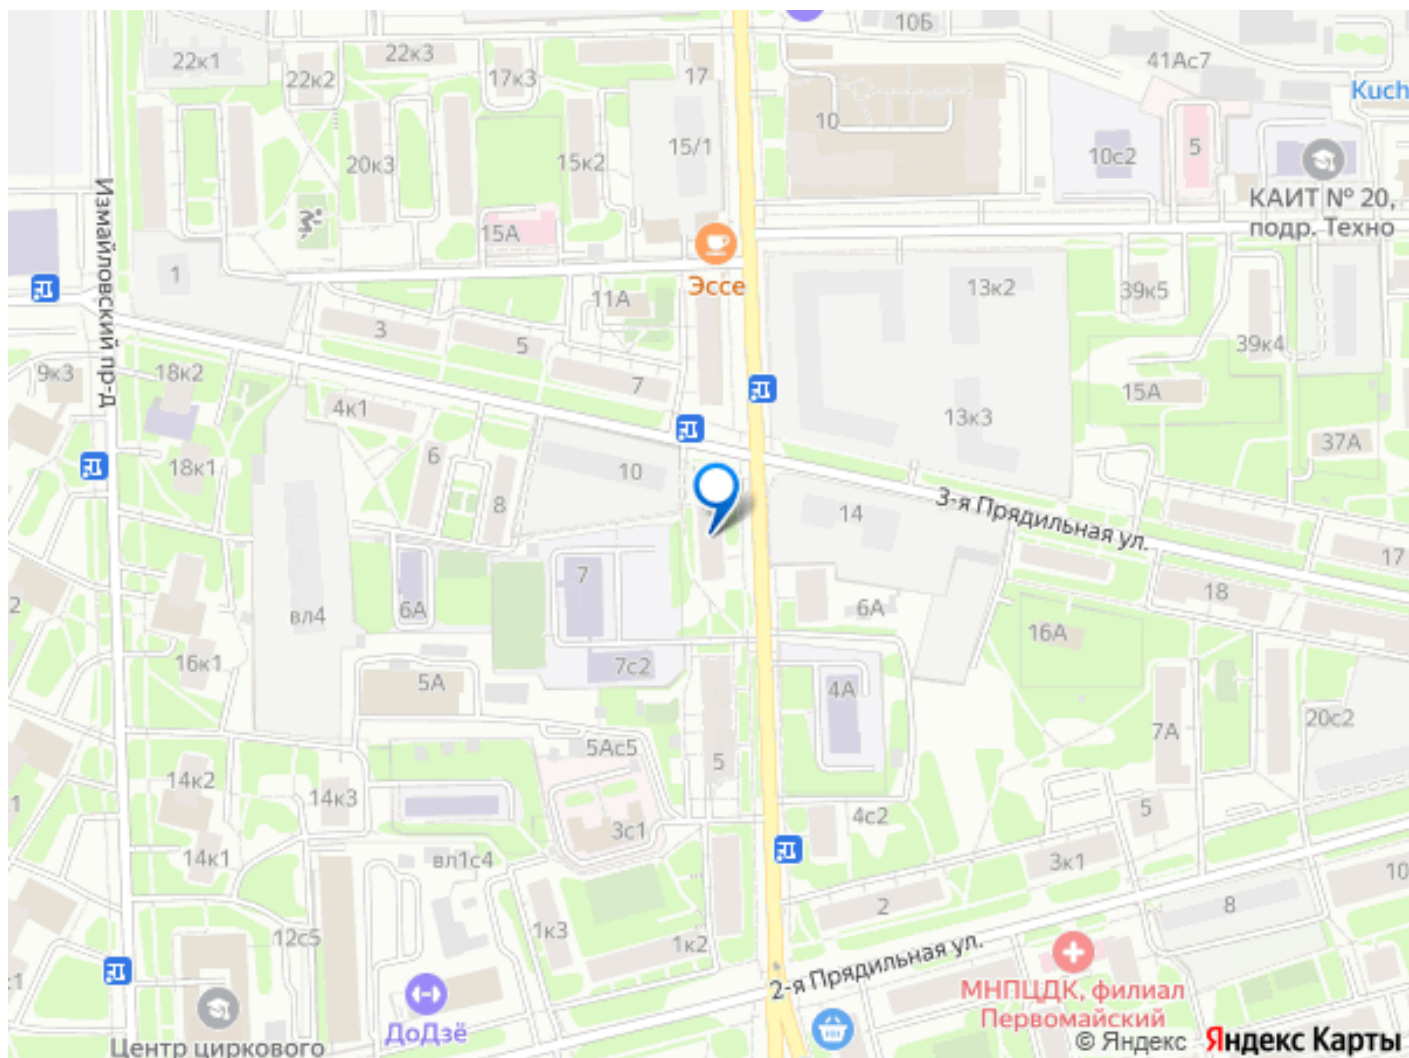 10Б
22к1
22к3
22к2
17к3
17
41Ас7
Kuch
10
15/1
10с2
5
20к3
15к2
КАИТ № 20,
подр. Техно
15А
Измайловский пр-д
1
Эссе
11А
13к2
39к5
3
5
39к4
9к3
18к2
7
15А
4к1
13к3
37А
6
18к1
10
8
14
3-я Прядильная ул.
17
7
18
2
6А
вл4
6А
16А
16к1
7с2
5А
4А
20с2
7А
5Ас5
5
14к2
14к3
1
5
4с2
3с1
14к1
вл1с4
3к1
10
2
8
1к3
12с5
1к2
2-я Прядильная ул.
к1
МНПЦДК, филиал
Первомайский
ДоДзё
Центр циркового
© Яндекс Яндекс Карты